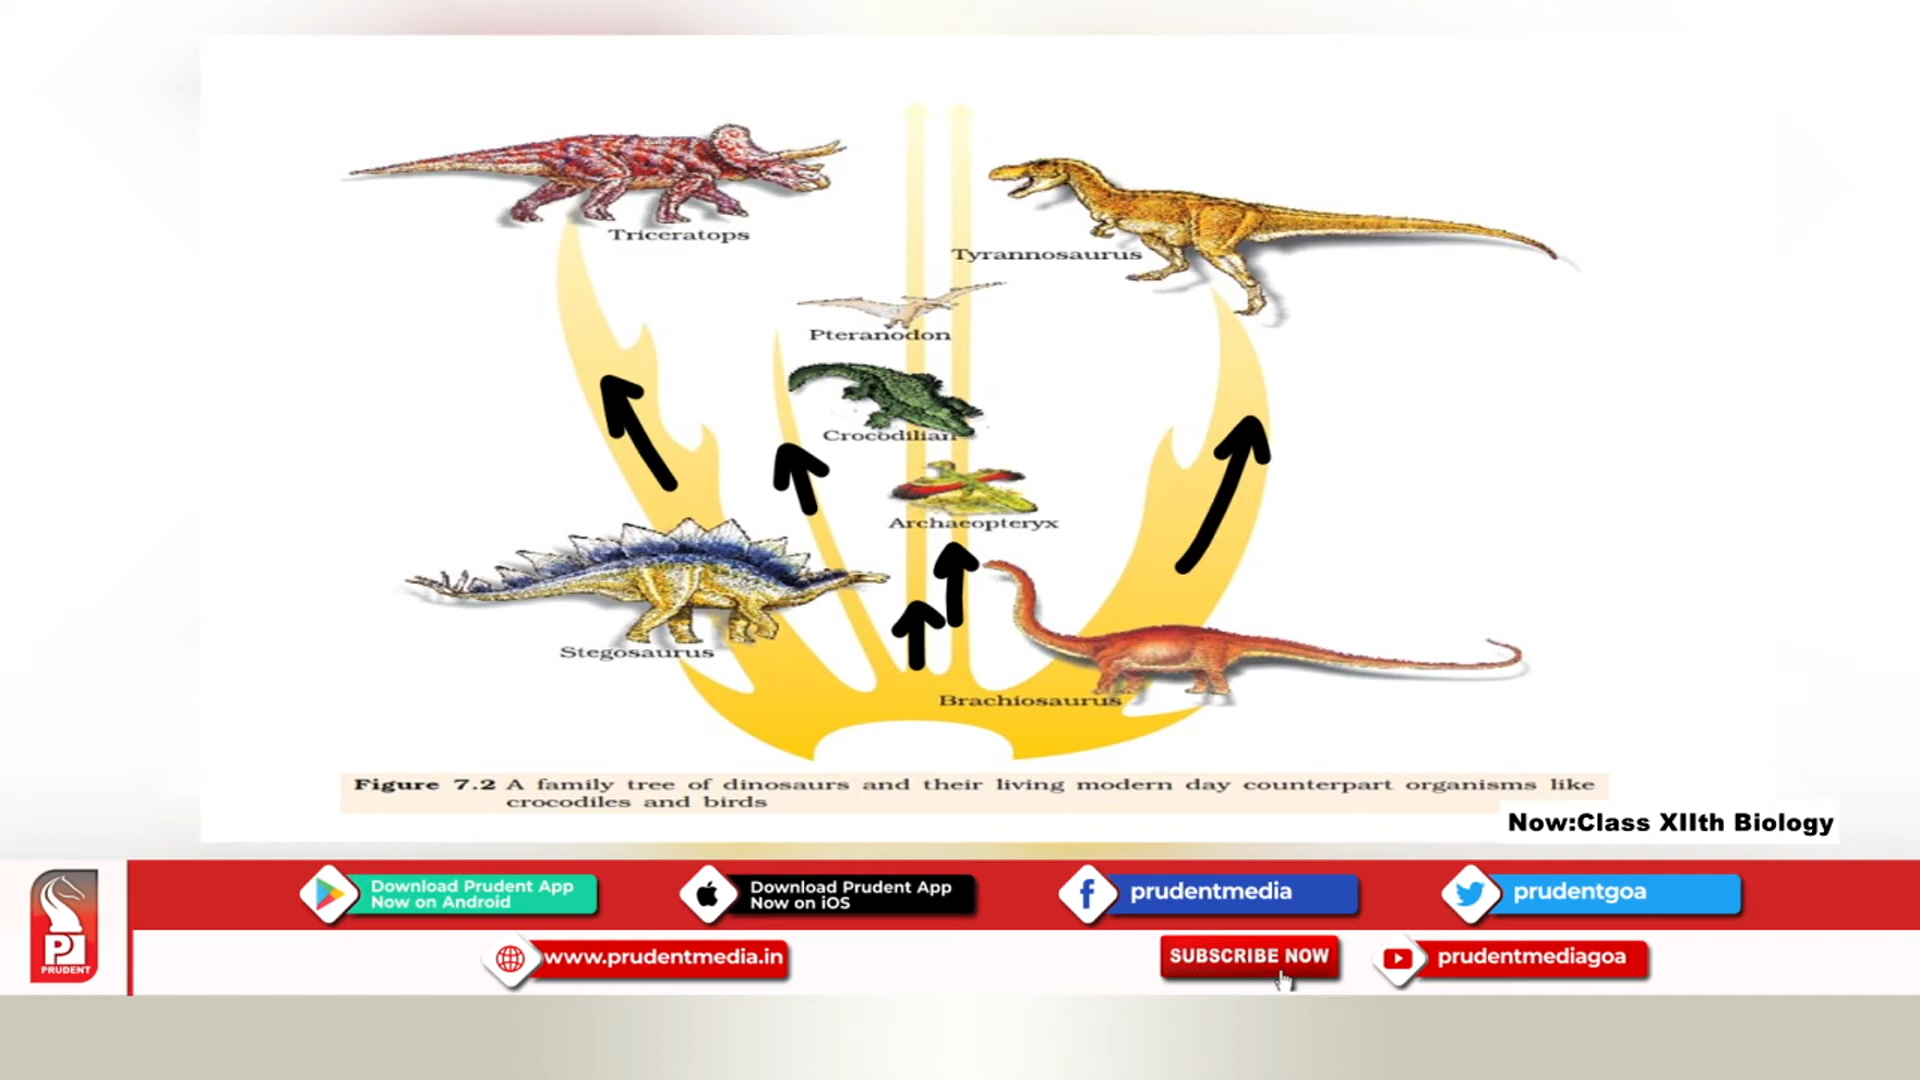 Triceratops
Tyrannosaurus
Pteranodon
Crocodilian
Archaeopteryx
Stegosaurus
Brachiosaurus
Figure 7.2 A family tree of dinosaurs and their living modern day counterpart organisms like
crocodiles and birds
Now:Class XIIth Biology
Download Prudent App
Now on Android
Download Prudent App
Now on iOS
prudentmedia
prudentgoa
P
PRUDENT
www.prudentmedia.in
SUBSCRIBE NOW
prudentmediagoa